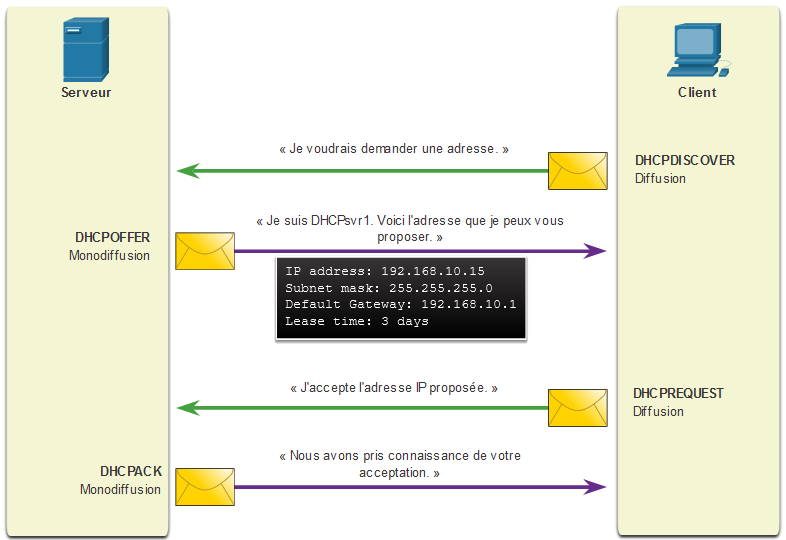 Serveur
Client
« Je voudrais demander une adresse. »
DHCPDISCOVER
Diffusion
« Je suis DHCPsvr1. Voici l'adresse que je peux vous
proposer. »
DHCPOFFER
Monodiffusion
IP address: 192.168.10.15
Subnet mask: 255.255.255.0
Default Gateway: 192.168.10.1
Lease time: 3 days
« J'accepte l'adresse IP proposée. »
DHCPREQUEST
Diffusion
« Nous avons pris connaissance de votre
acceptation. »
DHCPACK
Monodiffusion